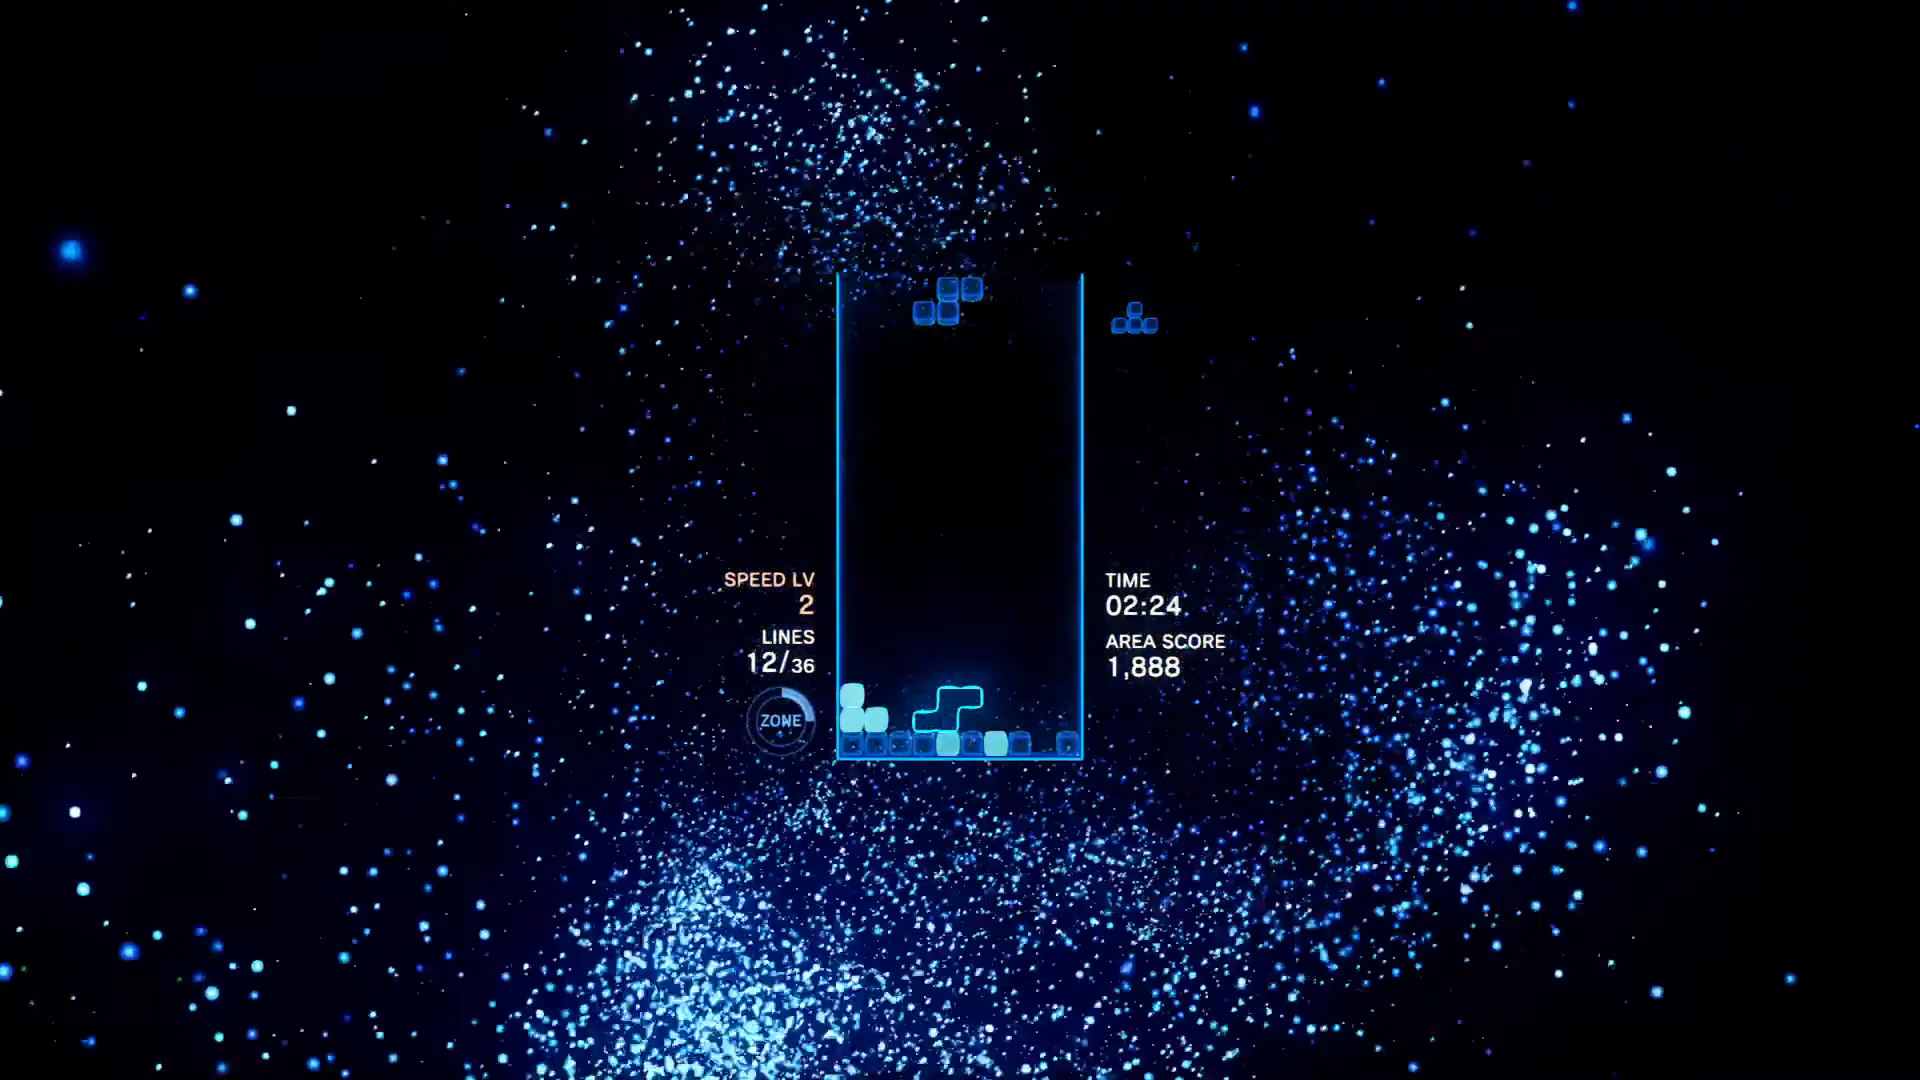 SPEED LV
2
LINES
12/36
ZONE
TIME
02:24
AREA SCORE
1,888